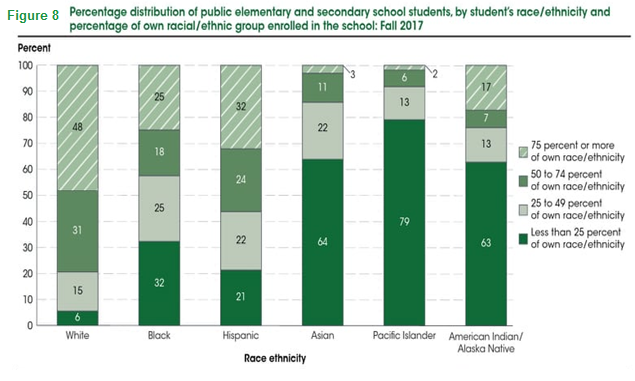 Figure 8
Percentage distribution of public elementary and secondary school students, by student's race/ethnicity and
percentage of own racial/ethnic group enrolled in the school: Fall 2017
Percent
100
90
80
70
60
50
40
30
20
10
0
48
31
15
6
25
18
25
32
32
24
22
21
3
11
22
64
2
6
13
79
17
7
13
63
75 percent or more
of own race/ethnicity
50 to 74 percent
of own race/ethnicity
25 to 49 percent
of own race/ethnicity
Less than 25 percent
of own race/ethnicity
White
Black
Hispanic
Asian
Pacific Islander
American Indian/
Alaska Native
Race ethnicity